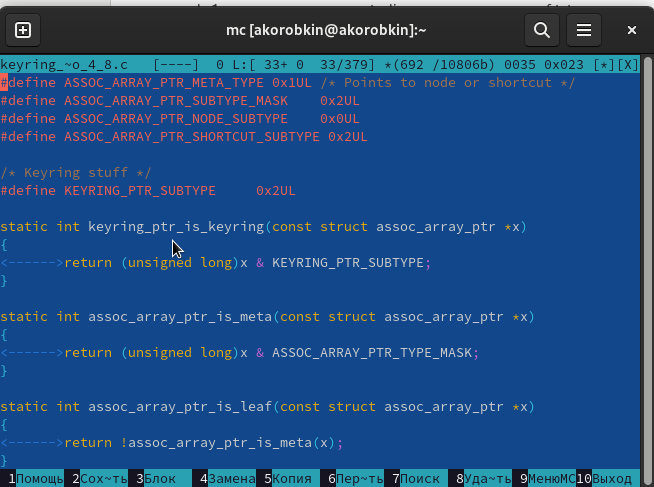 mc [akorobkin@akorobkin]:~
keyring_~o_4_8.c   [----]  0 L:[ 33+ 0  33/379] *(692 /10806b) 0035 0x023 [*][X]
#define ASSOC_ARRAY_PTR_META_TYPE 0x1UL /* Points to node or shortcut */
#define ASSOC_ARRAY_PTR_SUBTYPE_MASK    0x2UL
#define ASSOC_ARRAY_PTR_NODE_SUBTYPE    0x0UL
#define ASSOC_ARRAY_PTR_SHORTCUT_SUBTYPE 0x2UL
/* Keyring stuff */
#define KEYRING_PTR_SUBTYPE     0x2UL
static int keyring_ptr_is_keyring(const struct assoc_array_ptr *x)
{
<------>return (unsigned long)x & KEYRING_PTR_SUBTYPE;
}
static int assoc_array_ptr_is_meta(const struct assoc_array_ptr *x)
{
<------>return (unsigned long)x & ASSOC_ARRAY_PTR_TYPE_MASK;
}
static int assoc_array_ptr_is_leaf(const struct assoc_array_ptr *x)
{
<------>return !assoc_array_ptr_is_meta(x);
}
1Помощь 2Сох~ть 3Блок 4Замена 5Копия 6Пер~ть 7Поиск 8Уда~ть 9МенюМС 10Выход